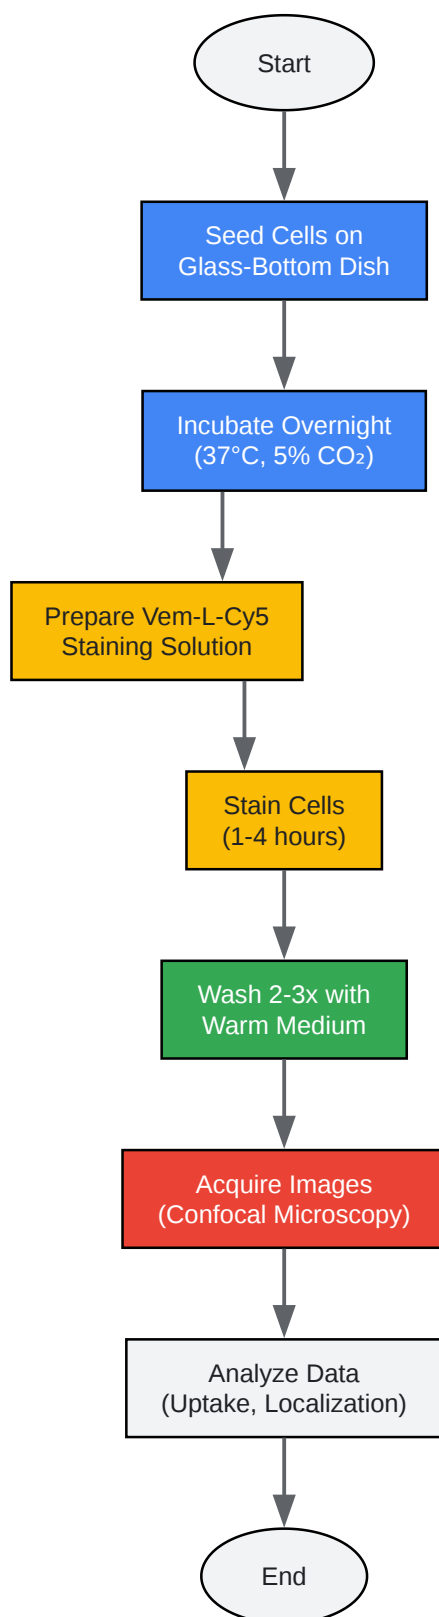 Start
Seed Cells on
Glass-Bottom Dish
Incubate Overnight
(37°C, 5% CO₂)
Prepare Vem-L-Cy5
Staining Solution
Stain Cells
(1-4 hours)
Wash 2-3x with
Warm Medium
Acquire Images
(Confocal Microscopy)
Analyze Data
(Uptake, Localization)
End